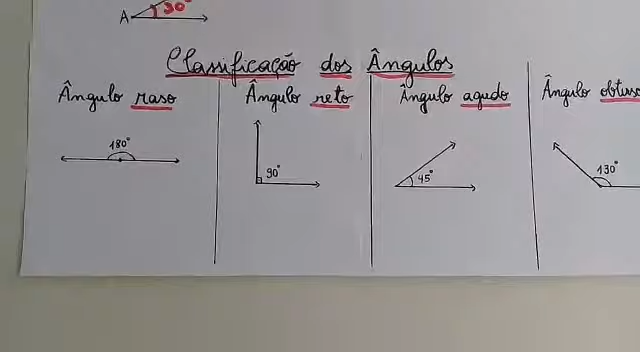 A 30°
Classificação dos Ângulos
Ângulo raso
Ângulo reto
Ângulo agudo
Ângulo obtuso
180°
90°
45°
130°